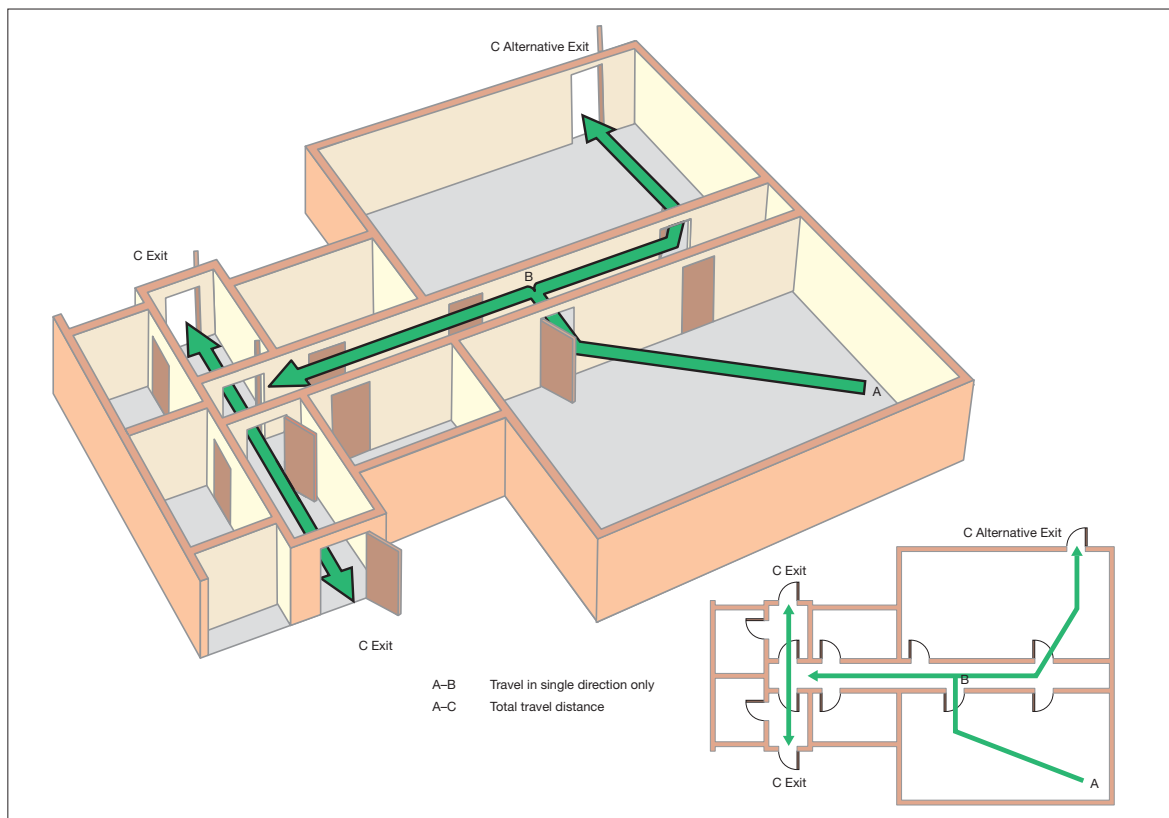 C Alternative Exit
C Exit
B
A
C Exit
A–B Travel in single direction only
A–C Total travel distance
C Alternative Exit
C Exit
B
A
C Exit